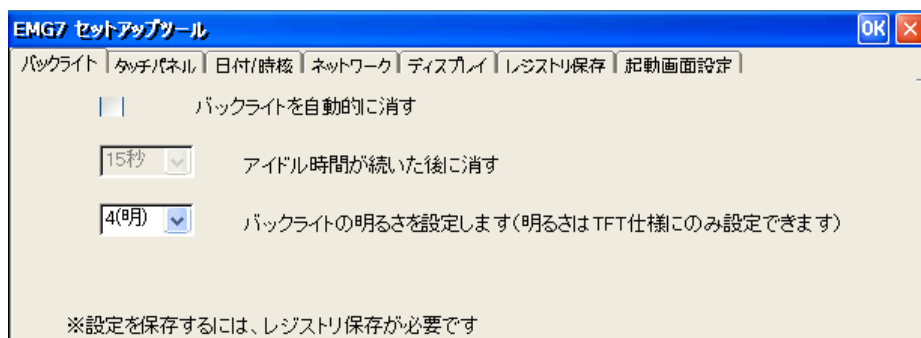 EMG7 セットアップツール OK
バックライト タッチパネル 日付/時検 ネットワーク ディスプレイ レジストリ保存 起動画面設定
バックライトを自動的に消す
15秒 アイドル時間が続いた後に消す
4(明) バックライトの明るさを設定します(明るさはTFT仕様にのみ設定できます)
※設定を保存するには、レジストリ保存が必要です